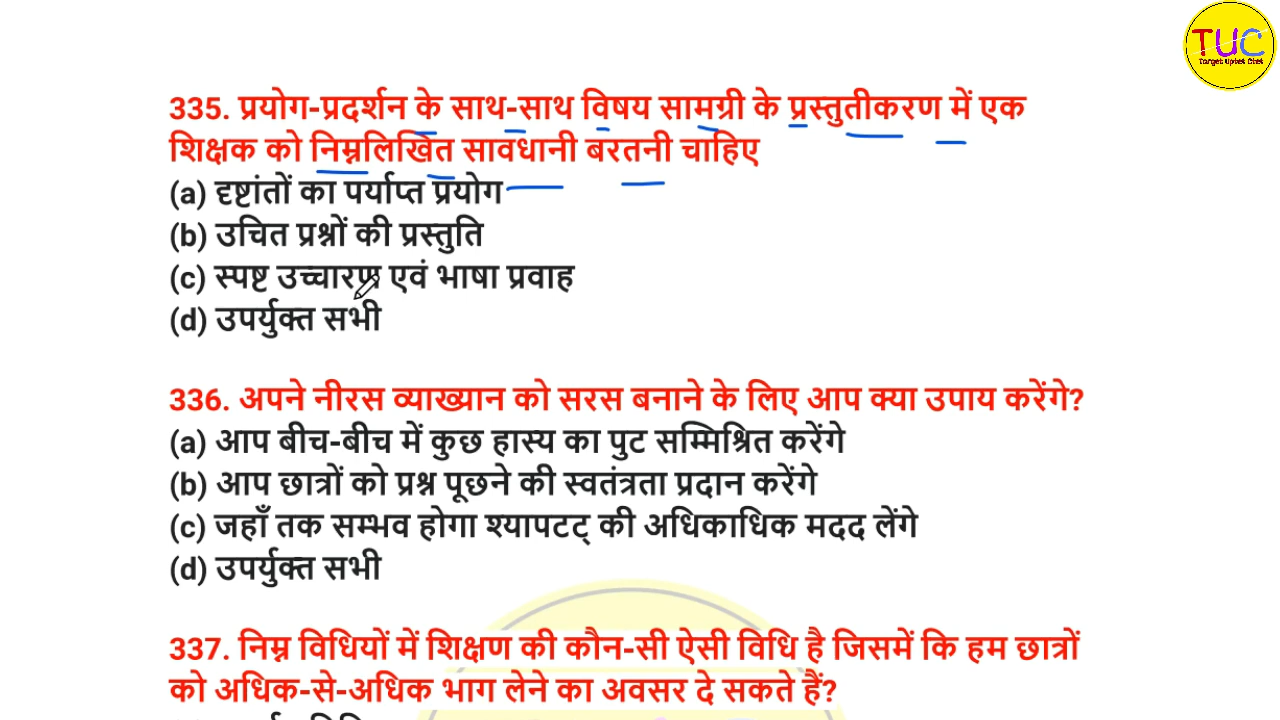 TUC
Target Uptet Ctet
335. प्रयोग-प्रदर्शन के साथ-साथ विषय सामग्री के प्रस्तुतीकरण में एक
शिक्षक को निम्नलिखित सावधानी बरतनी चाहिए
(a) दृष्टांतों का पर्याप्त प्रयोग
(b) उचित प्रश्नों की प्रस्तुति
(c) स्पष्ट उच्चारण एवं भाषा प्रवाह
(d) उपर्युक्त सभी
336. अपने नीरस व्याख्यान को सरस बनाने के लिए आप क्या उपाय करेंगे?
(a) आप बीच-बीच में कुछ हास्य का पुट सम्मिश्रित करेंगे
(b) आप छात्रों को प्रश्न पूछने की स्वतंत्रता प्रदान करेंगे
(c) जहाँ तक सम्भव होगा श्यापटट् की अधिकाधिक मदद लेंगे
(d) उपर्युक्त सभी
337. निम्न विधियों में शिक्षण की कौन-सी ऐसी विधि है जिसमें कि हम छात्रों
को अधिक-से-अधिक भाग लेने का अवसर दे सकते हैं?